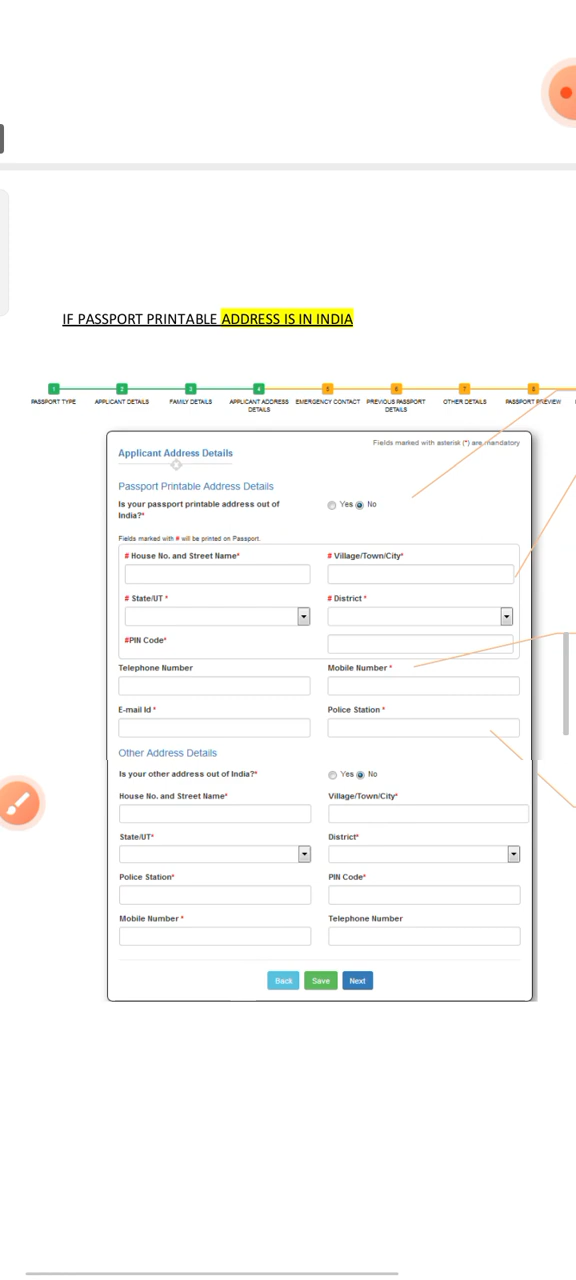 IF PASSPORT PRINTABLE ADDRESS IS IN INDIA
1 2 3 4 5 6 7 8
PASSPORT TYPE APPLICANT DETAILS FAMILY DETAILS APPLICANT ADDRESS DETAILS EMERGENCY CONTACT PREVIOUS PASSPORT DETAILS OTHER DETAILS PASSPORT PREVIEW
Fields marked with asterisk (*) are mandatory
Applicant Address Details
Passport Printable Address Details
Is your passport printable address out of Yes No
India?*
Fields marked with # will be printed on Passport.
# House No. and Street Name* # Village/Town/City*
# State/UT * # District *
#PIN Code*
Telephone Number Mobile Number *
E-mail Id * Police Station *
Other Address Details
Is your other address out of India?* Yes No
House No. and Street Name* Village/Town/City*
State/UT* District*
Police Station* PIN Code*
Mobile Number * Telephone Number
Back Save Next